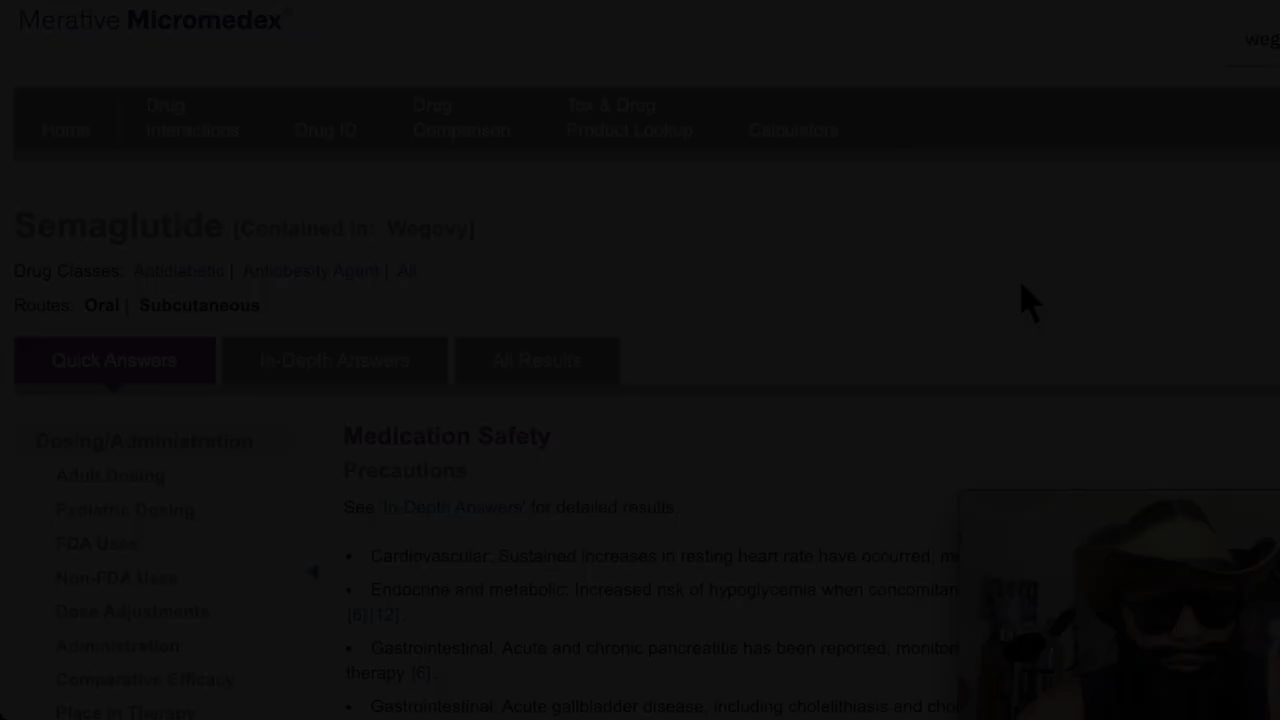 Merative Micromedex®
weg
Drug
Drug
Tox & Drug
Home
Interactions
Drug ID
Comparison
Product Lookup
Calculators
Semaglutide [Contained in: Wegovy]
Drug Classes: Antidiabetic | Antiobesity Agent | All
Routes: Oral | Subcutaneous
Quick Answers
In-Depth Answers
All Results
Dosing/Administration
Adult Dosing
Pediatric Dosing
FDA Uses
Non-FDA Uses
Dose Adjustments
Administration
Comparative Efficacy
Place in Therapy
Medication Safety
Precautions
See 'In-Depth Answers' for detailed results.
• Cardiovascular: Sustained increases in resting heart rate have occurred; m
• Endocrine and metabolic: Increased risk of hypoglycemia when concomitan
[6][12].
• Gastrointestinal: Acute and chronic pancreatitis has been reported; monitor
therapy [6].
• Gastrointestinal: Acute gallbladder disease, including cholelithiasis and cho